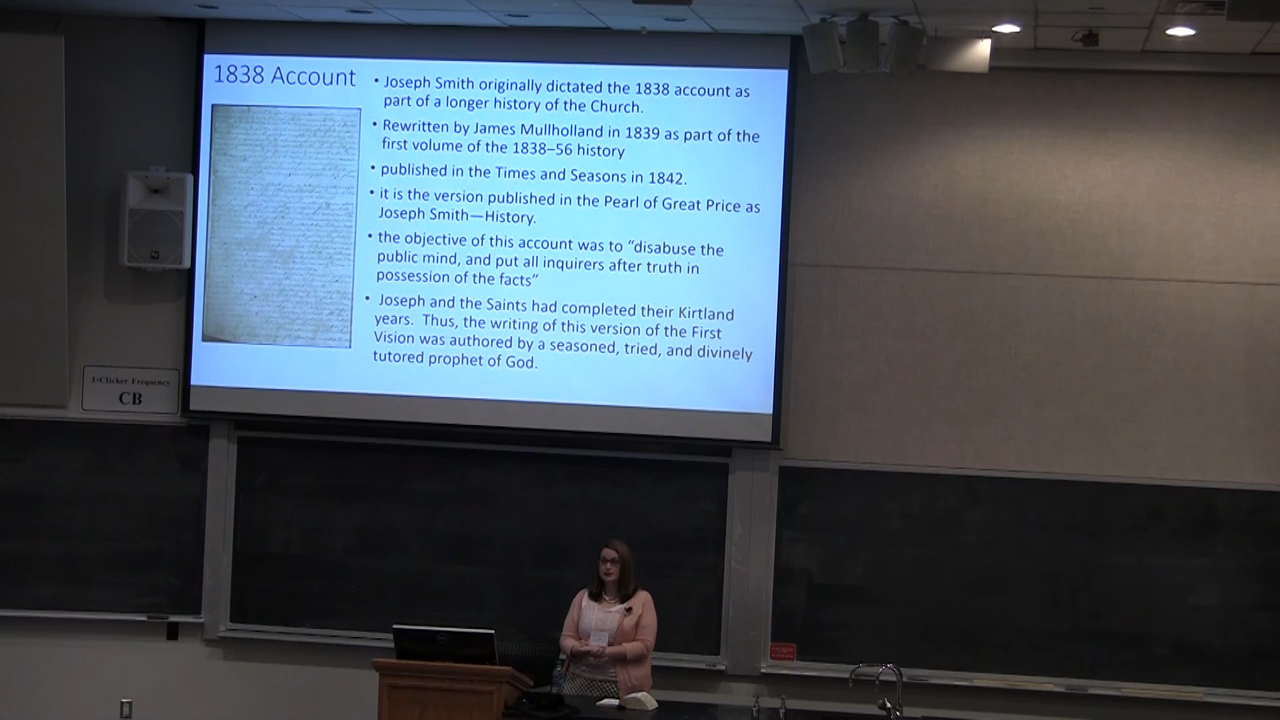 1838 Account
• Joseph Smith originally dictated the 1838 account as
part of a longer history of the Church.
• Rewritten by James Mullholland in 1839 as part of the
first volume of the 1838–56 history
• published in the Times and Seasons in 1842.
• it is the version published in the Pearl of Great Price as
Joseph Smith—History.
• the objective of this account was to “disabuse the
public mind, and put all inquirers after truth in
possession of the facts”
• Joseph and the Saints had completed their Kirtland
years. Thus, the writing of this version of the First
Vision was authored by a seasoned, tried, and divinely
tutored prophet of God.
I-Clicker Frequency
CB